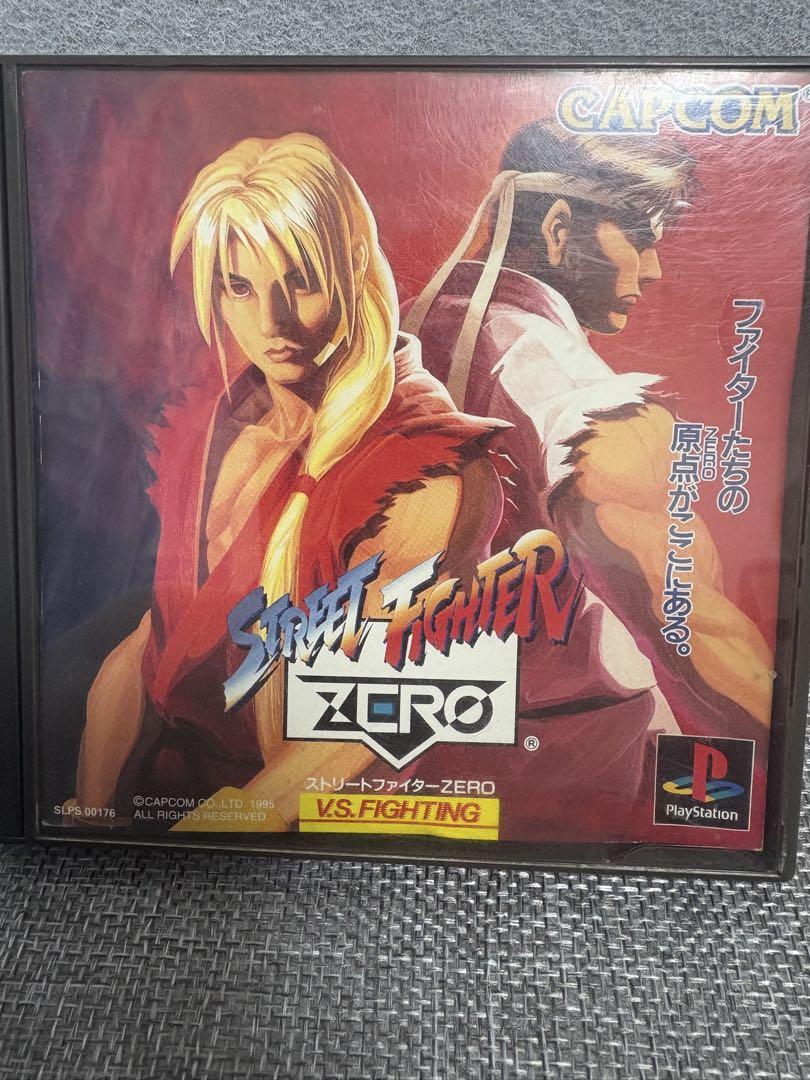 CAPCOM®
ファイターたちの
ZERO
原点がここにある。
STREET FIGHTER
ZERO
®
ストリートファイターZERO
V.S. FIGHTING
SLPS 00176
©CAPCOM CO., LTD. 1995
ALL RIGHTS RESERVED.
PlayStation